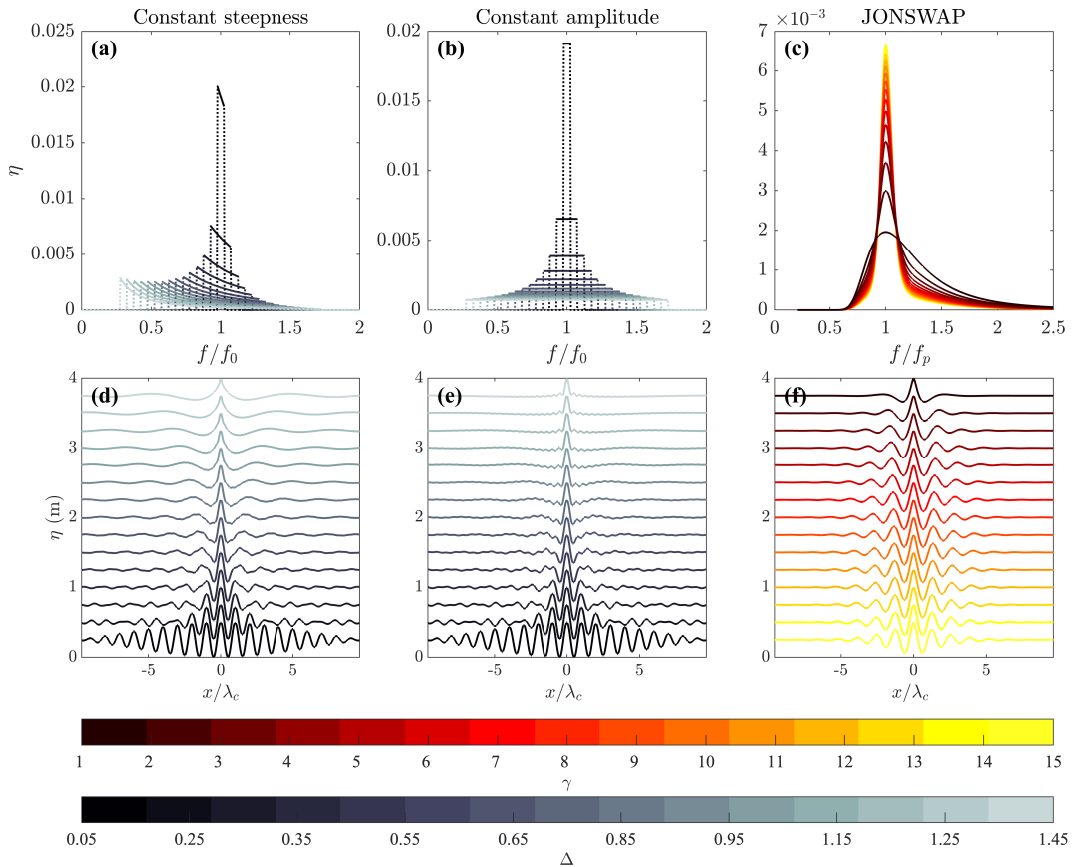 Constant steepness
Constant amplitude
JONSWAP
(a)
0.025
0.02
0.015
0.01
0.005
0
η
0 0.5 1 1.5 2
f/f₀
(b)
0.02
0.015
0.01
0.005
0
0 0.5 1 1.5 2
f/f₀
×10⁻³
(c)
7
6
5
4
3
2
1
0
0.5 1 1.5 2 2.5
f/fₚ
(d)
4
3
2
1
0
η (m)
-5 0 5
x/λ_c
(e)
4
3
2
1
0
-5 0 5
x/λ_c
(f)
4
3
2
1
0
-5 0 5
x/λ_c
1 2 3 4 5 6 7 8 9 10 11 12 13 14 15
γ
0.05 0.25 0.35 0.55 0.65 0.85 0.95 1.15 1.25 1.45
Δ